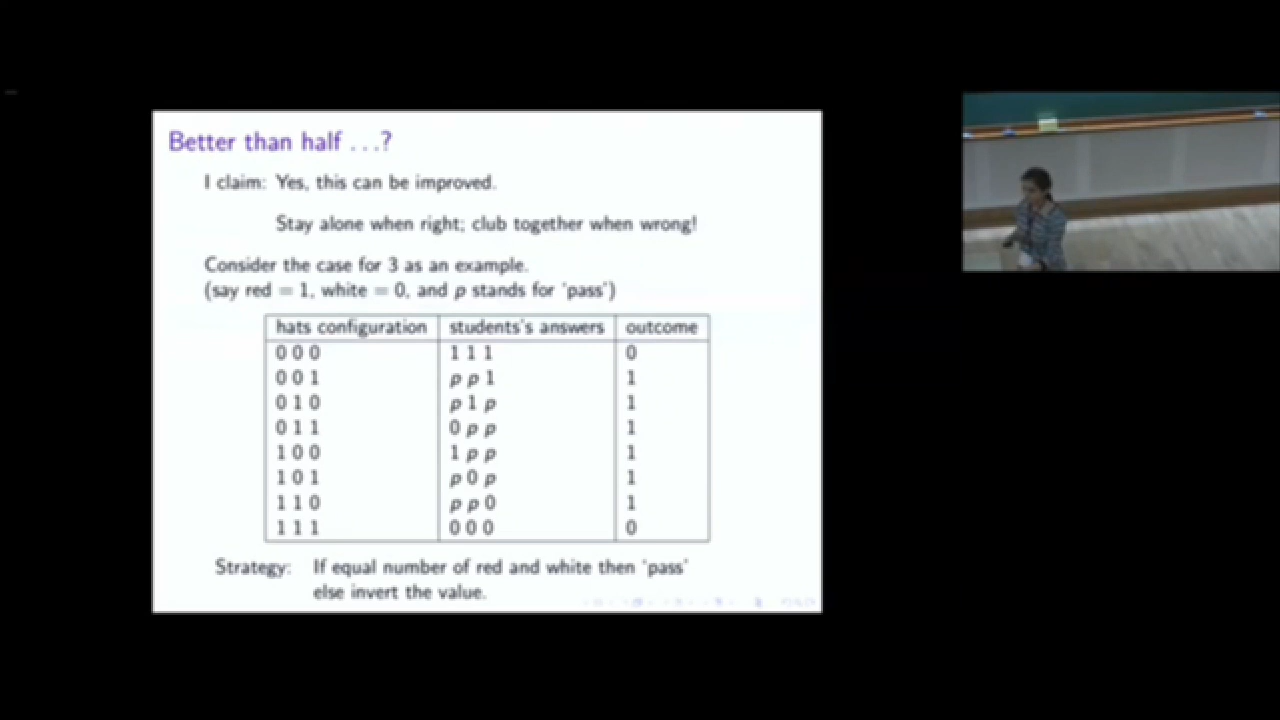 Better than half ...?
I claim: Yes, this can be improved.
Stay alone when right; club together when wrong!
Consider the case for 3 as an example.
(say red = 1, white = 0, and p stands for 'pass')
hats configuration students's answers outcome
0 0 0 1 1 1 0
0 0 1 p p 1 1
0 1 0 p 1 p 1
0 1 1 0 p p 1
1 0 0 1 p p 1
1 0 1 p 0 p 1
1 1 0 p p 0 1
1 1 1 0 0 0 0
Strategy: If equal number of red and white then 'pass'
else invert the value.